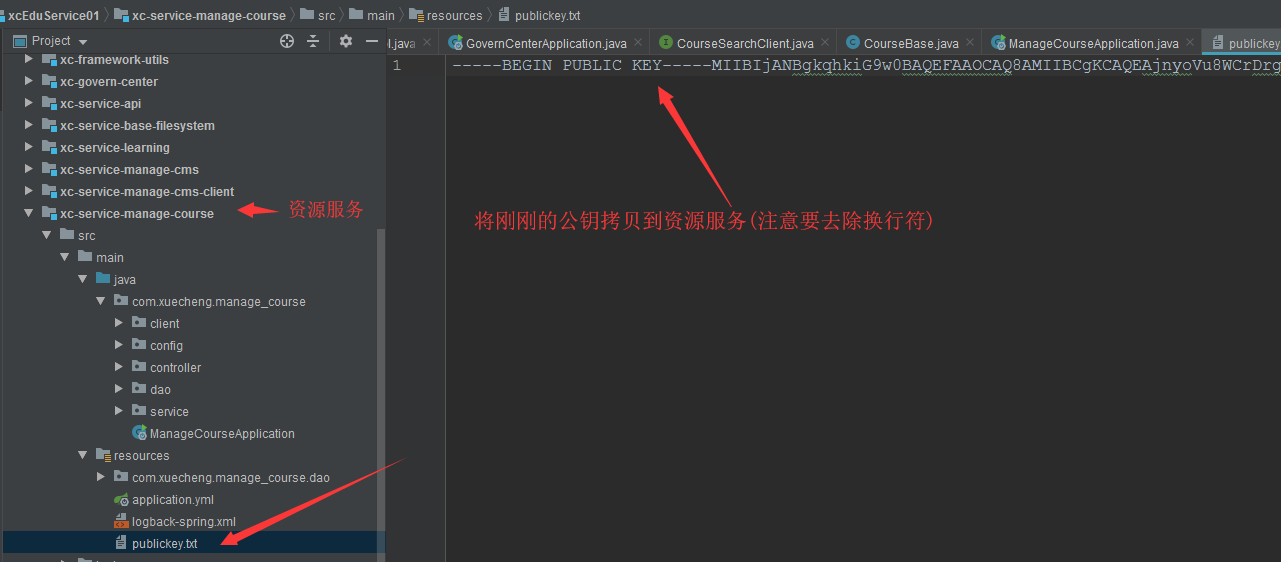 xcEduService01 xc-service-manage-course src main resources publickey.txt
Project
ol.java GovernCenterApplication.java CourseSearchClient.java CourseBase.java ManageCourseApplication.java publickey
1 -----BEGIN PUBLIC KEY-----MIIBIjANBgkqhkiG9w0BAQEFAAOCAQ8AMIIBCgKCAQEAjnyoVu8WCrDrg
xc-framework-utils
xc-govern-center
xc-service-api
xc-service-base-filesystem
xc-service-learning
xc-service-manage-cms
xc-service-manage-cms-client
xc-service-manage-course
资源服务
将刚刚的公钥拷贝到资源服务(注意要去除换行符)
src
main
java
com.xuecheng.manage_course
client
config
controller
dao
service
ManageCourseApplication
resources
com.xuecheng.manage_course.dao
application.yml
logback-spring.xml
publickey.txt